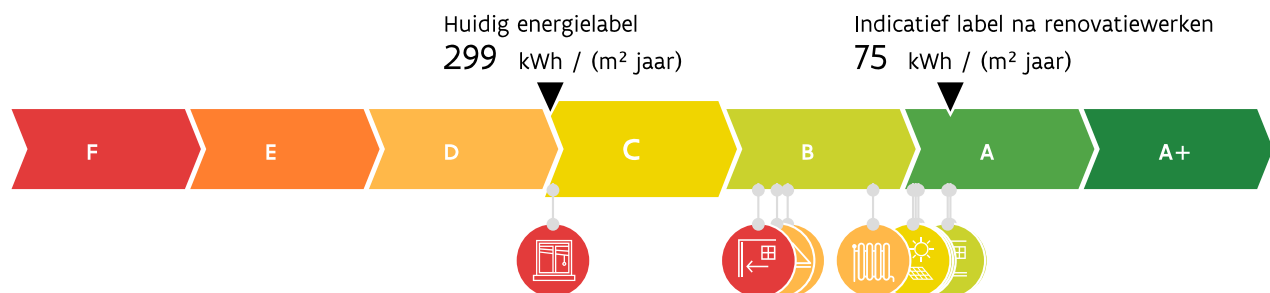 Huidig energielabel
299 kWh / (m² jaar)
Indicatief label na renovatiewerken
75 kWh / (m² jaar)
F E D C B A A+